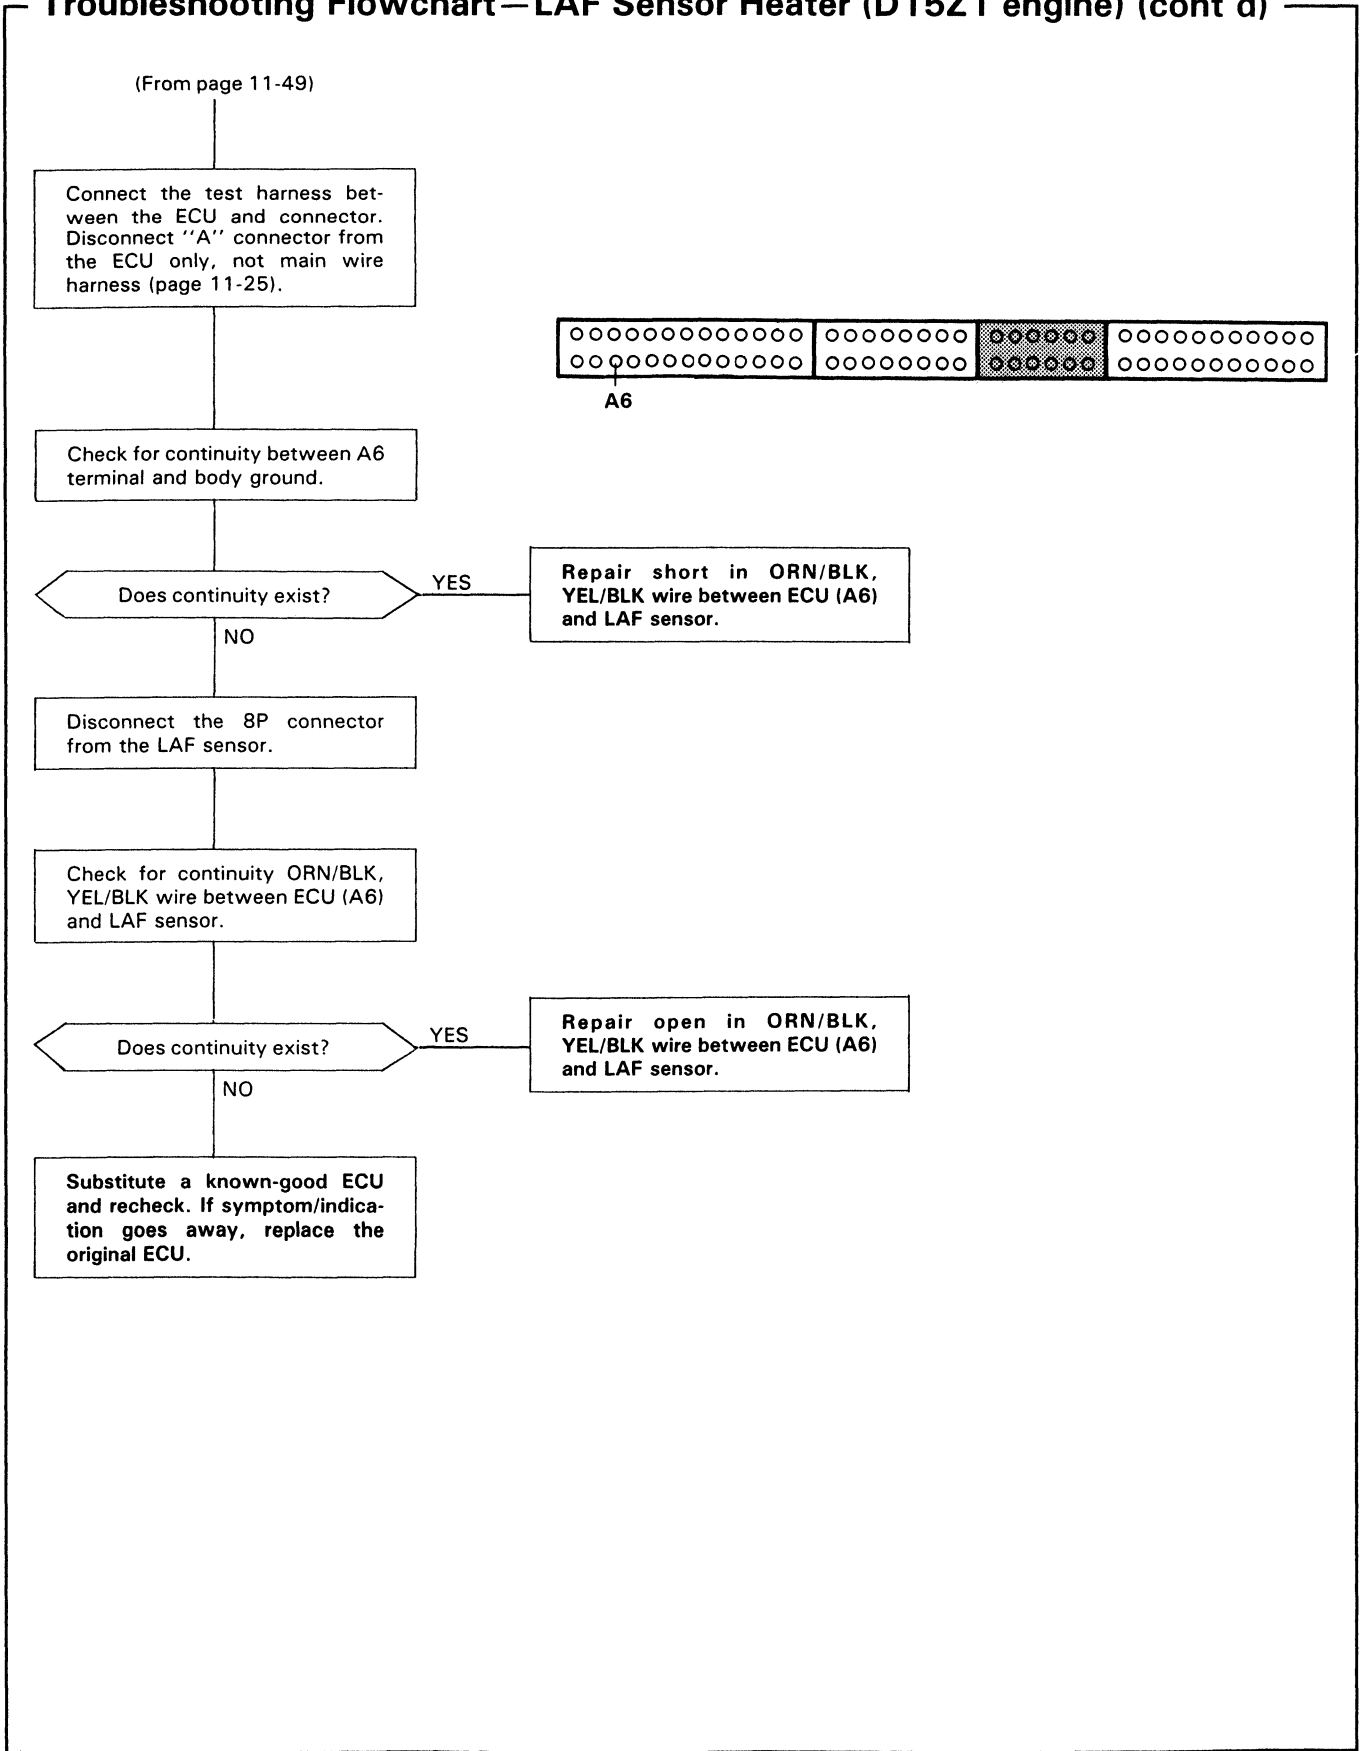 Troubleshooting Flowchart—LAF Sensor Heater (D15Z1 engine) (cont'd)
(From page 11-49)
Connect the test harness bet-
ween the ECU and connector.
Disconnect "A" connector from
the ECU only, not main wire
harness (page 11-25).
A6
Check for continuity between A6
terminal and body ground.
Does continuity exist?
YES
Repair short in ORN/BLK,
YEL/BLK wire between ECU (A6)
and LAF sensor.
NO
Disconnect the 8P connector
from the LAF sensor.
Check for continuity ORN/BLK,
YEL/BLK wire between ECU (A6)
and LAF sensor.
Does continuity exist?
YES
Repair open in ORN/BLK,
YEL/BLK wire between ECU (A6)
and LAF sensor.
NO
Substitute a known-good ECU
and recheck. If symptom/indica-
tion goes away, replace the
original ECU.